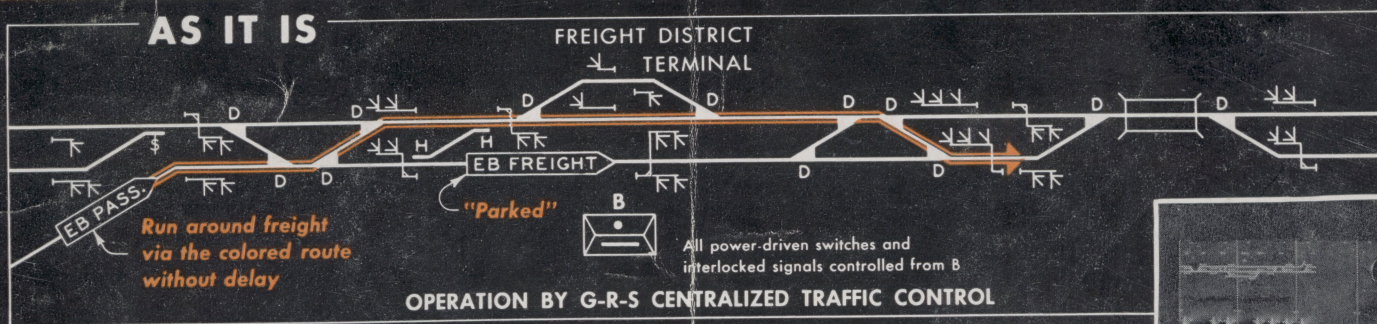 AS IT IS
FREIGHT DISTRICT
TERMINAL
D
D
D
D
D
D
D
D
$
H
H
D
D
D
D
EB FREIGHT
EB PASS.
"Parked"
B
Run around freight
via the colored route
without delay
All power-driven switches and
interlocked signals controlled from B
OPERATION BY G-R-S CENTRALIZED TRAFFIC CONTROL